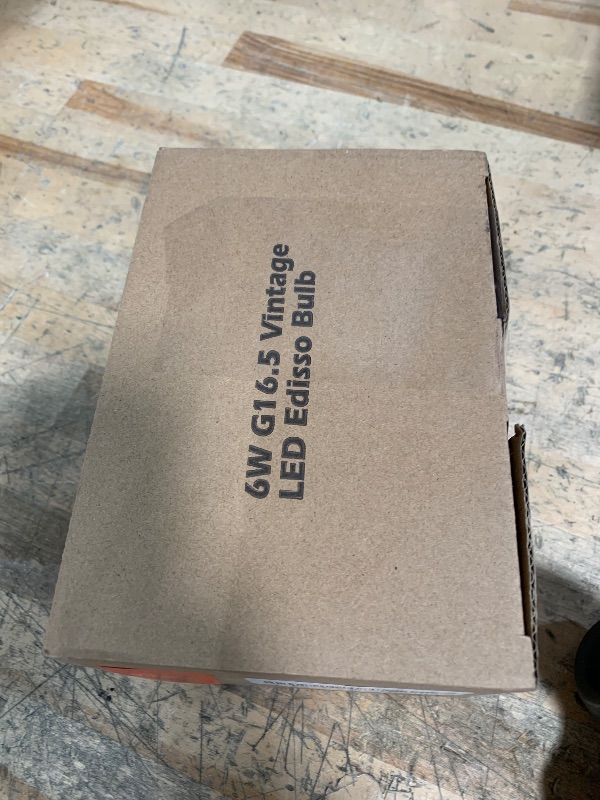 6W G16.5 Vintage
LED Edisso Bulb